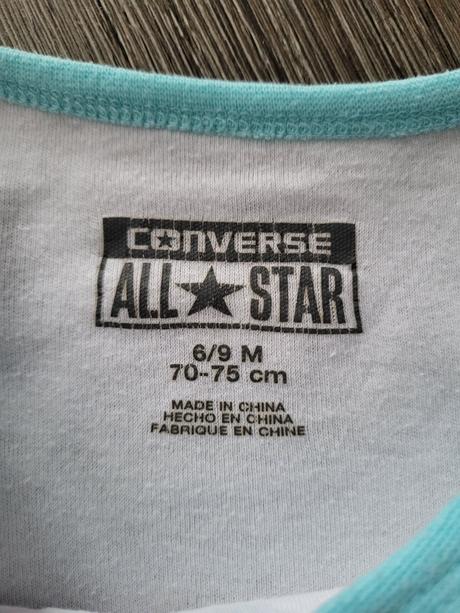 CONVERSE
ALL★STAR
6/9 M
70-75 cm
MADE IN CHINA
HECHO EN CHINA
FABRIQUE EN CHINE